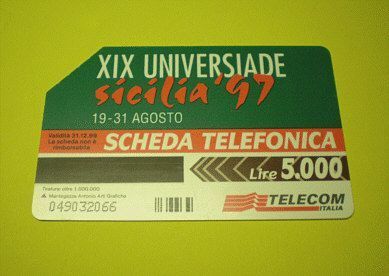 XIX UNIVERSIADE
sicilia '97
19-31 AGOSTO
Validità 31.12.99
La scheda non è
rimborsabile
SCHEDA TELEFONICA
Lire 5.000
Tiratura: oltre 1.000.000
Mantegazza Antonio Arti Grafiche
049032066
TELECOM
ITALIA